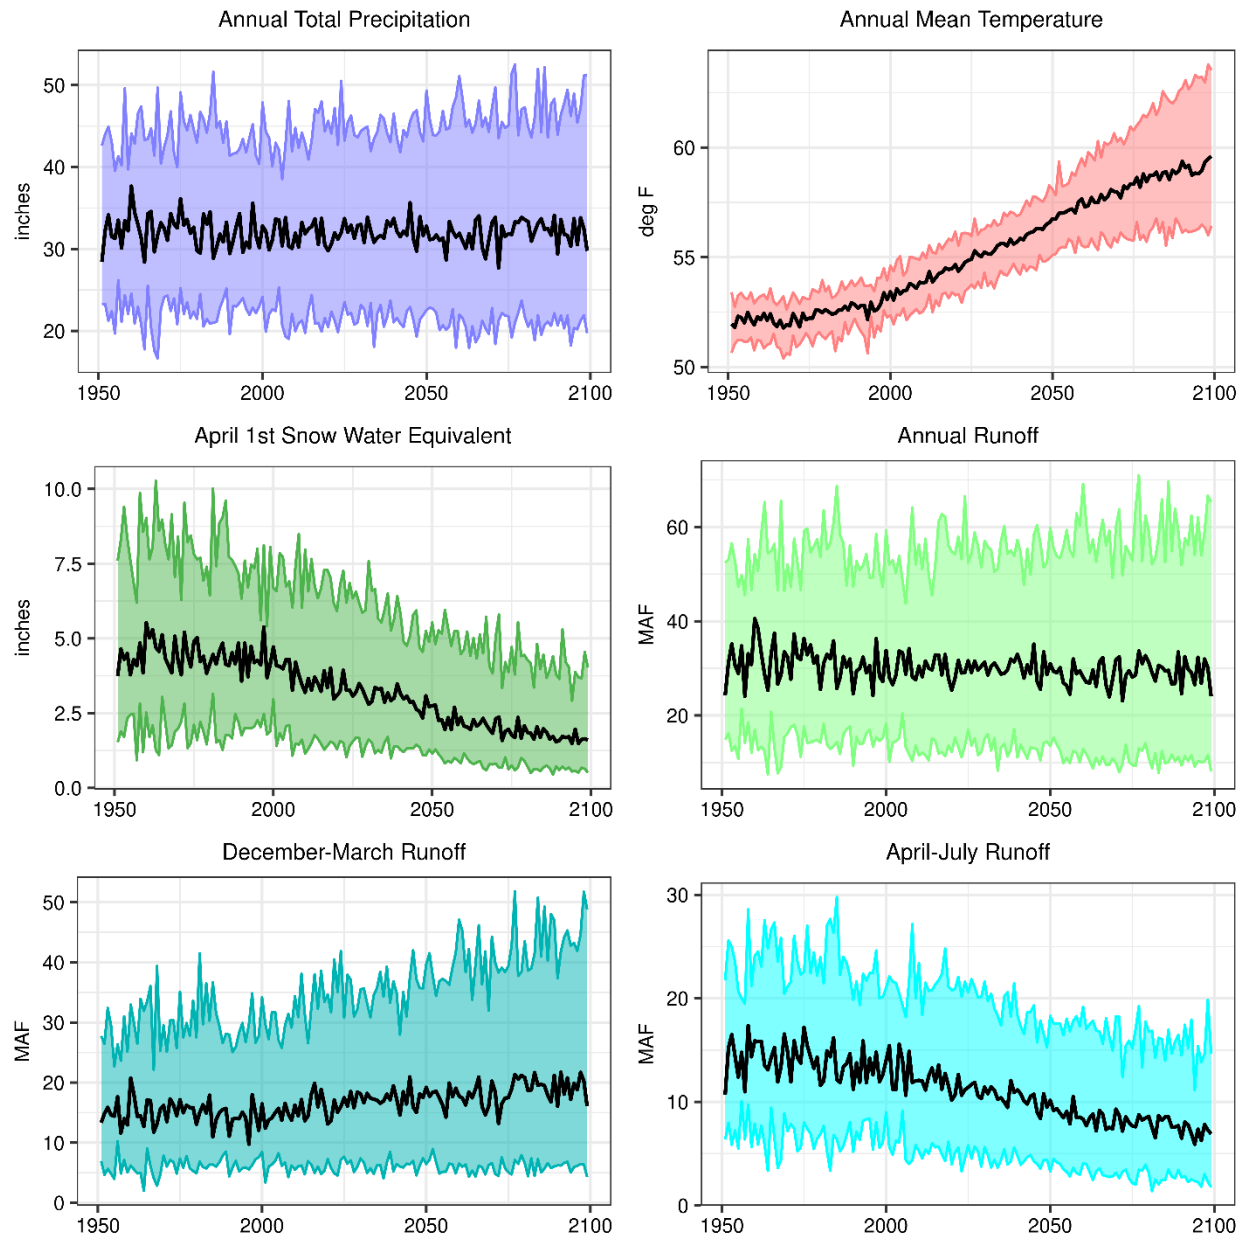 Annual Total Precipitation
inches
50
40
30
20
1950 2000 2050 2100
Annual Mean Temperature
deg F
60
55
50
1950 2000 2050 2100
April 1st Snow Water Equivalent
inches
10.0
7.5
5.0
2.5
0.0
1950 2000 2050 2100
Annual Runoff
MAF
60
40
20
1950 2000 2050 2100
December-March Runoff
MAF
50
40
30
20
10
0
1950 2000 2050 2100
April-July Runoff
MAF
30
20
10
0
1950 2000 2050 2100